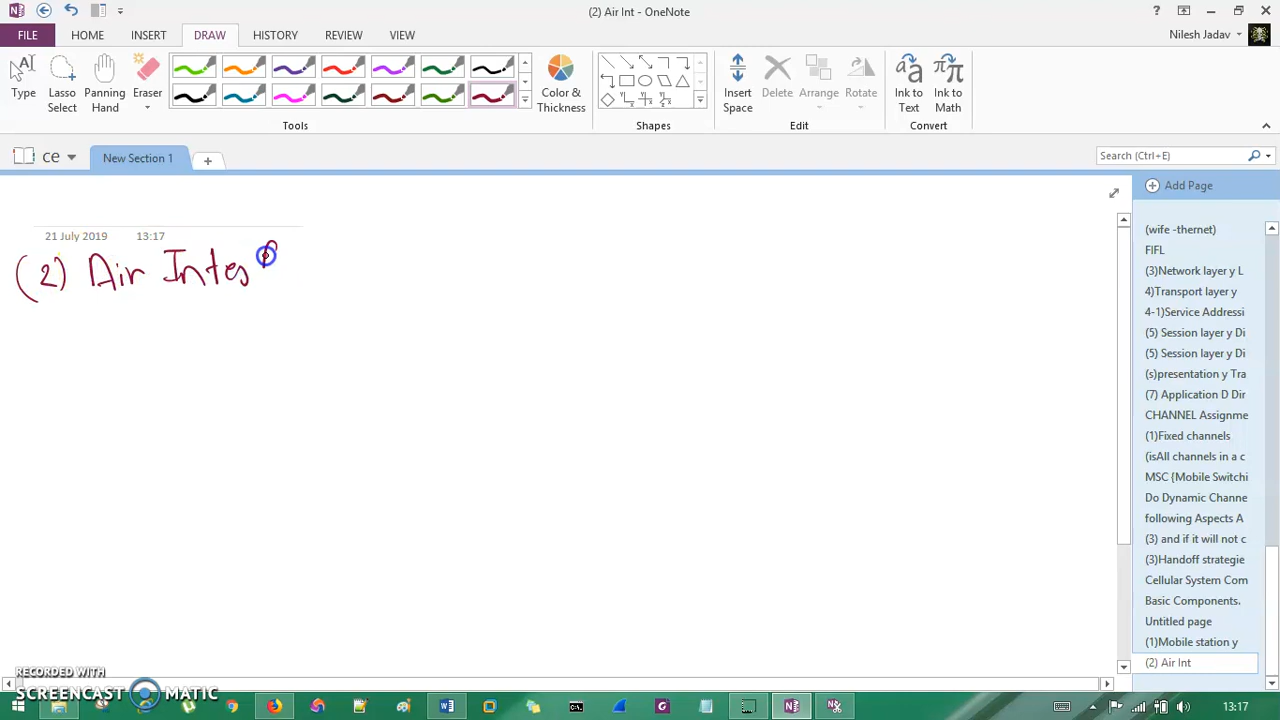 (2) Air Int - OneNote
FILE HOME INSERT DRAW HISTORY REVIEW VIEW Nilesh Jadav
Type Lasso Select Panning Hand Eraser Color & Thickness Insert Space Delete Arrange Rotate Ink to Text Ink to Math
Tools Shapes Edit Convert
ce New Section 1 Search (Ctrl+E)
Add Page
21 July 2019 13:17
(2) Air Inte
(wife -thernet)
FIFL
(3)Network layer y L
4)Transport layer y
4-1)Service Addressi
(5) Session layer y Di
(5) Session layer y Di
(s)presentation y Tra
(7) Application D Dir
CHANNEL Assignme
(1)Fixed channels
(isAll channels in a c
MSC {Mobile Switchi
Do Dynamic Channe
following Aspects A
(3) and if it will not c
(3)Handoff strategie
Cellular System Com
Basic Components.
Untitled page
(1)Mobile station y
(2) Air Int
RECORDED WITH
SCREENCAST MATIC
13:17